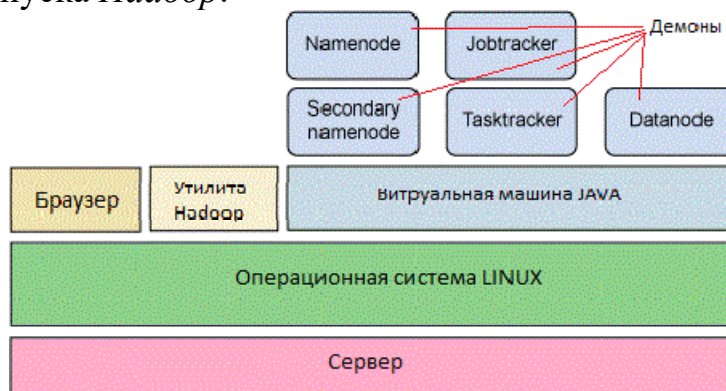 пуска Hadoop.
Namenode
Jobtracker
Демоны
Secondary
namenode
Tasktracker
Datanode
Браузер
Утилита
Hadoop
Витруальная машина JAVA
Операционная система LINUX
Сервер